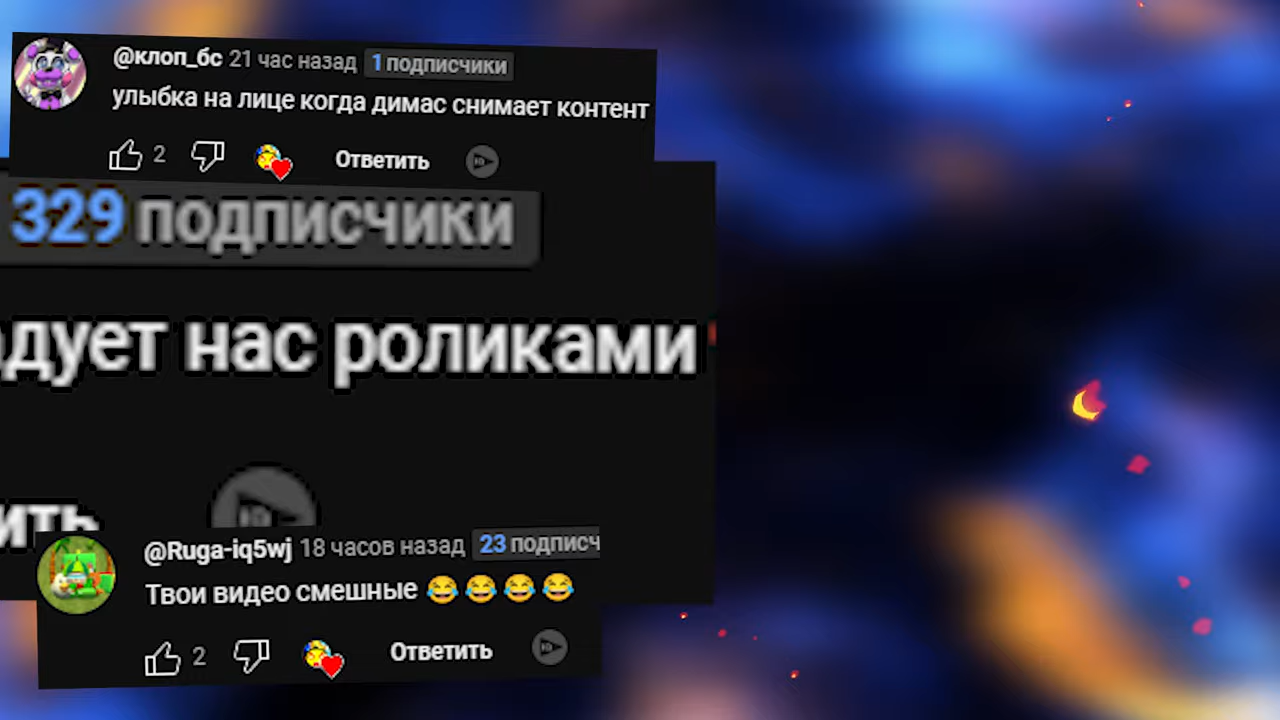 @клоп_бс 21 час назад 1 подписчики
улыбка на лице когда димас снимает контент
2 Ответить
329 подписчики
нас роликами
@Ruga-iq5wj 18 часов назад 23 подписч
Твои видео смешные 😂😂😂😂
2 Ответить